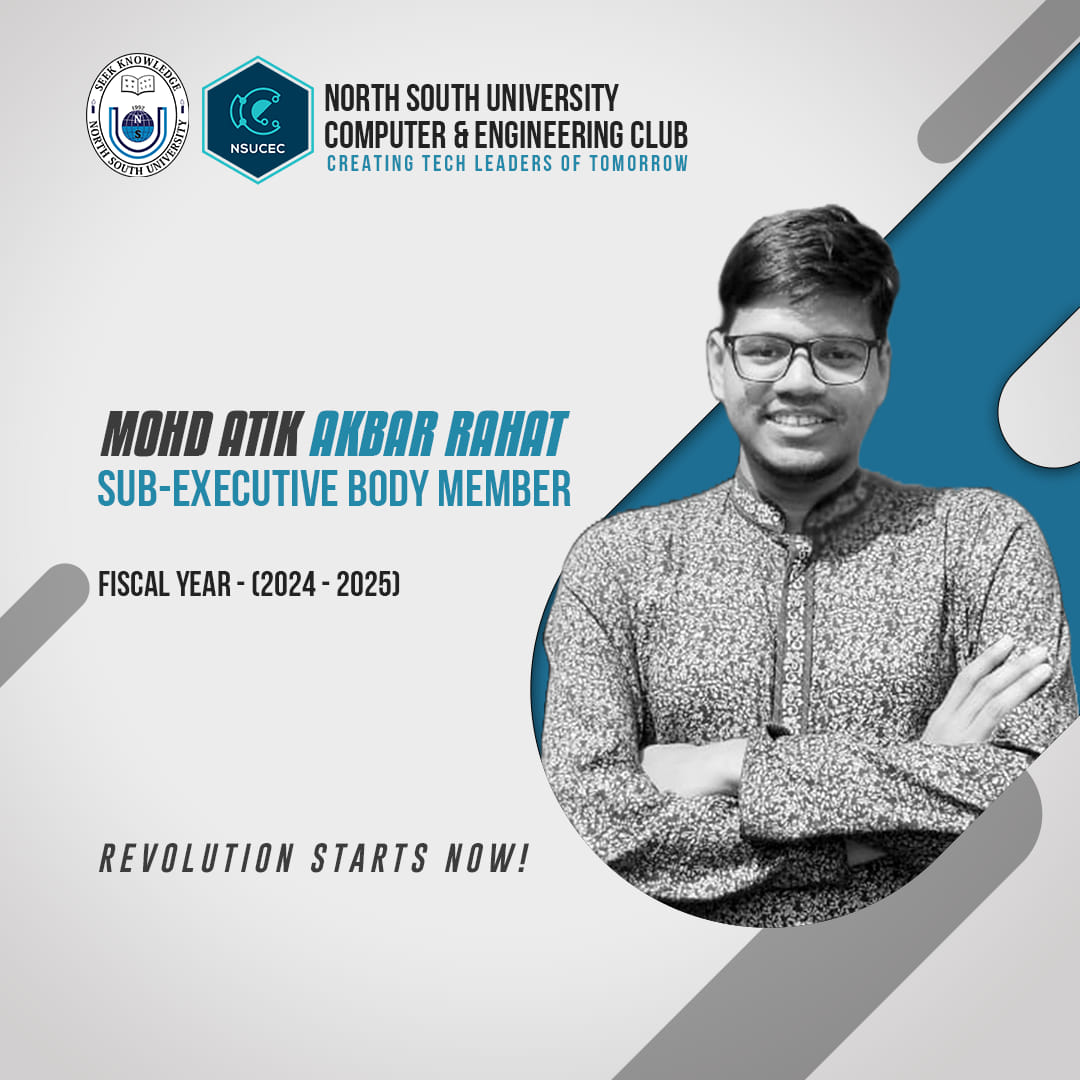 SEEK KNOWLEDGE
1992
N S
NORTH SOUTH UNIVERSITY
NSUCEC
NORTH SOUTH UNIVERSITY
COMPUTER & ENGINEERING CLUB
CREATING TECH LEADERS OF TOMORROW
MOHD ATIK AKBAR RAHAT
SUB-EXECUTIVE BODY MEMBER
FISCAL YEAR - (2024 - 2025)
REVOLUTION STARTS NOW!